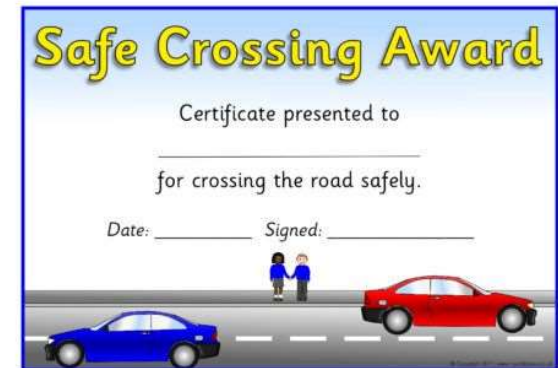 Safe Crossing Award
Certificate presented to
for crossing the road safely.
Date: Signed: